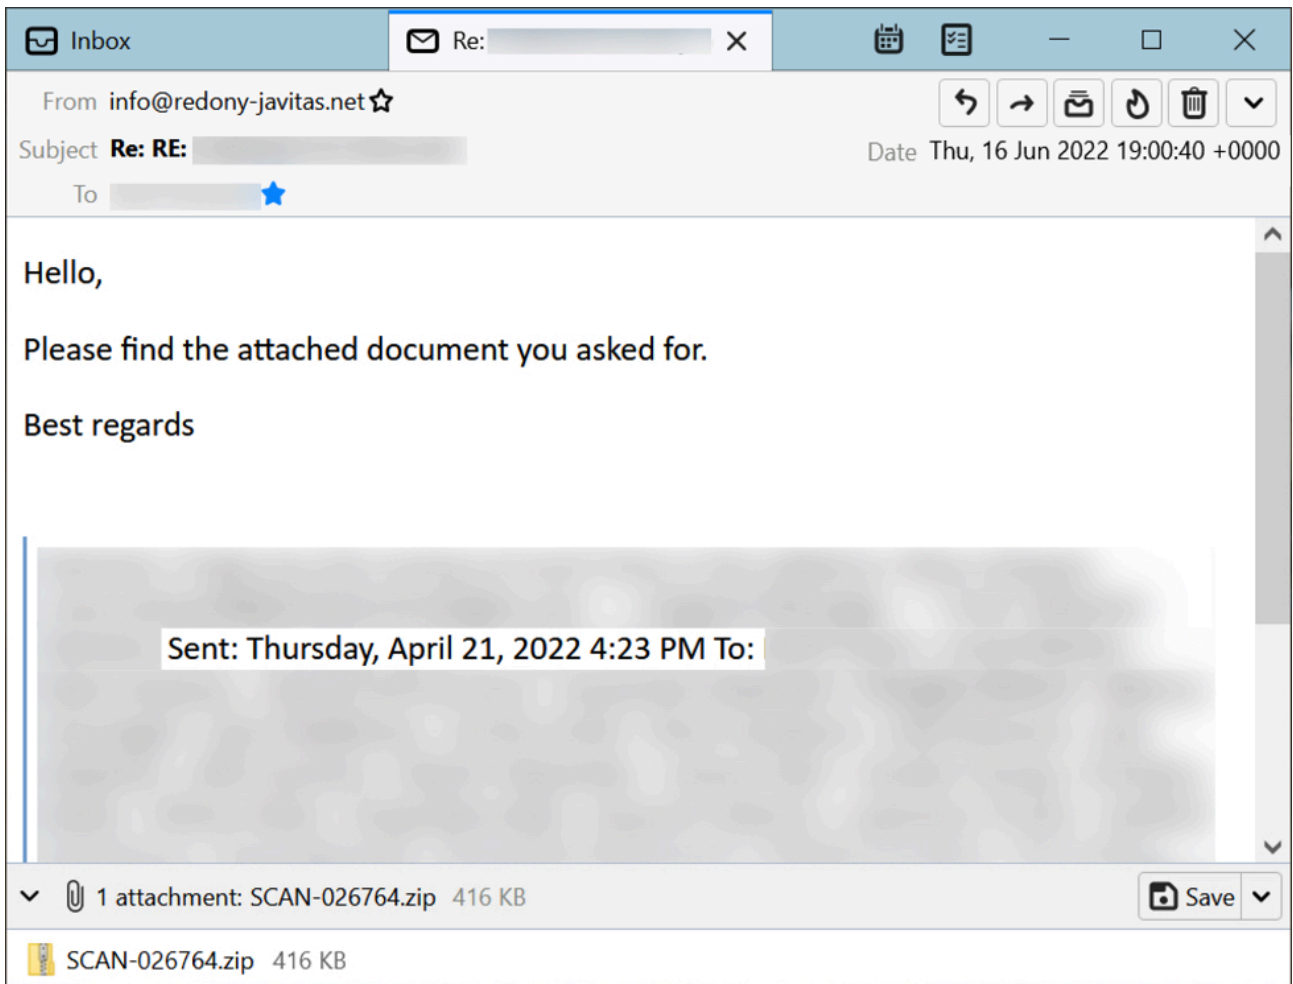 Inbox
Re:
From info@redony-javitas.net
Subject Re: RE:
Date Thu, 16 Jun 2022 19:00:40 +0000
To
Hello,
Please find the attached document you asked for.
Best regards
Sent: Thursday, April 21, 2022 4:23 PM To:
1 attachment: SCAN-026764.zip 416 KB
Save
SCAN-026764.zip 416 KB